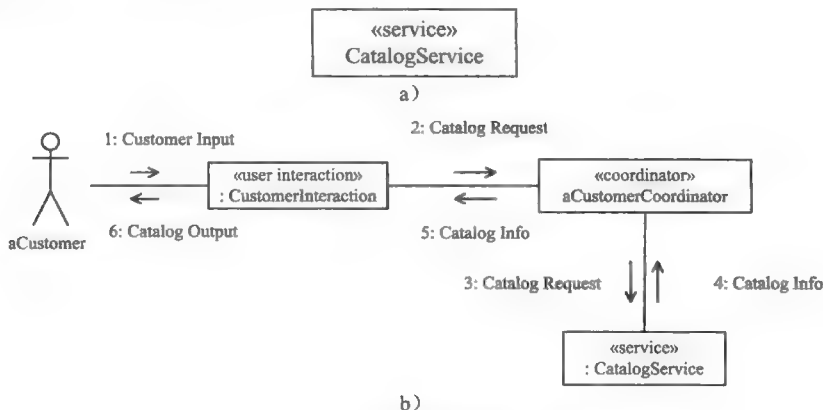 «service»
CatalogService
a)
1: Customer Input
2: Catalog Request
«user interaction»
: CustomerInteraction
«coordinator»
aCustomerCoordinator
aCustomer
6: Catalog Output
5: Catalog Info
3: Catalog Request
4: Catalog Info
«service»
: CatalogService
b)